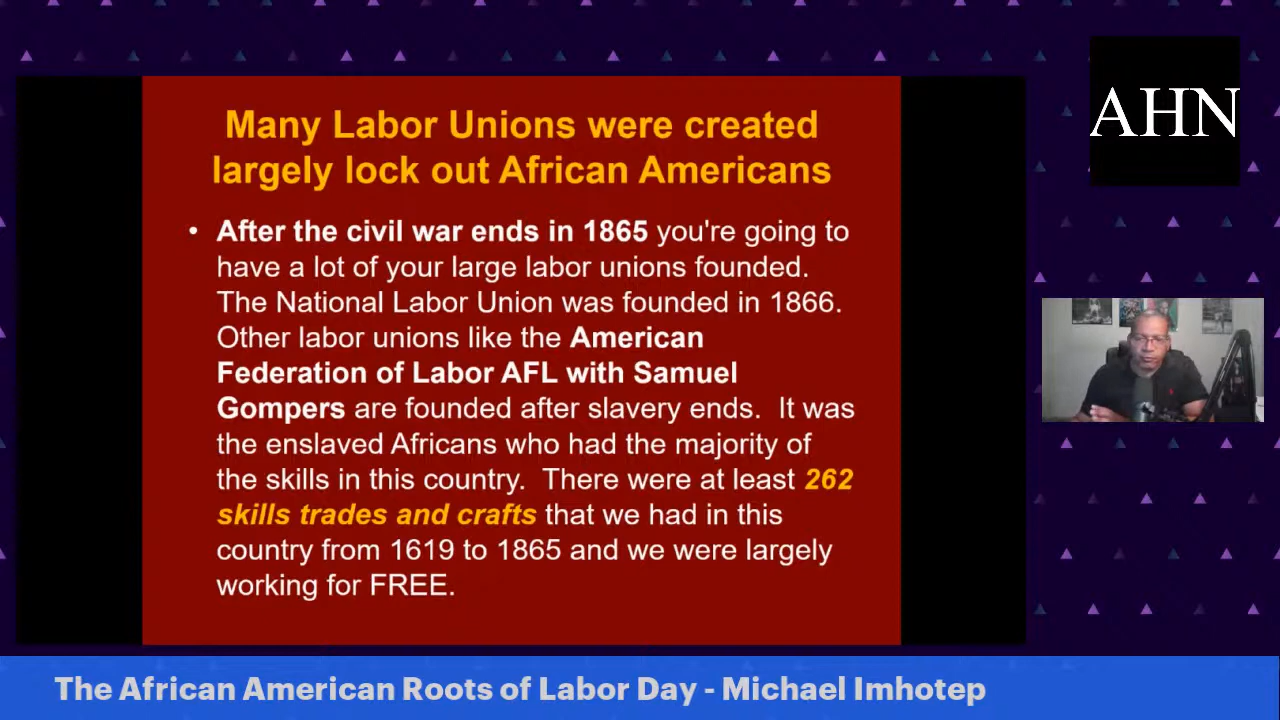 AHN
Many Labor Unions were created
largely lock out African Americans
• After the civil war ends in 1865 you're going to
have a lot of your large labor unions founded.
The National Labor Union was founded in 1866.
Other labor unions like the American
Federation of Labor AFL with Samuel
Gompers are founded after slavery ends.  It was
the enslaved Africans who had the majority of
the skills in this country.  There were at least 262
skills trades and crafts that we had in this
country from 1619 to 1865 and we were largely
working for FREE.
The African American Roots of Labor Day - Michael Imhotep